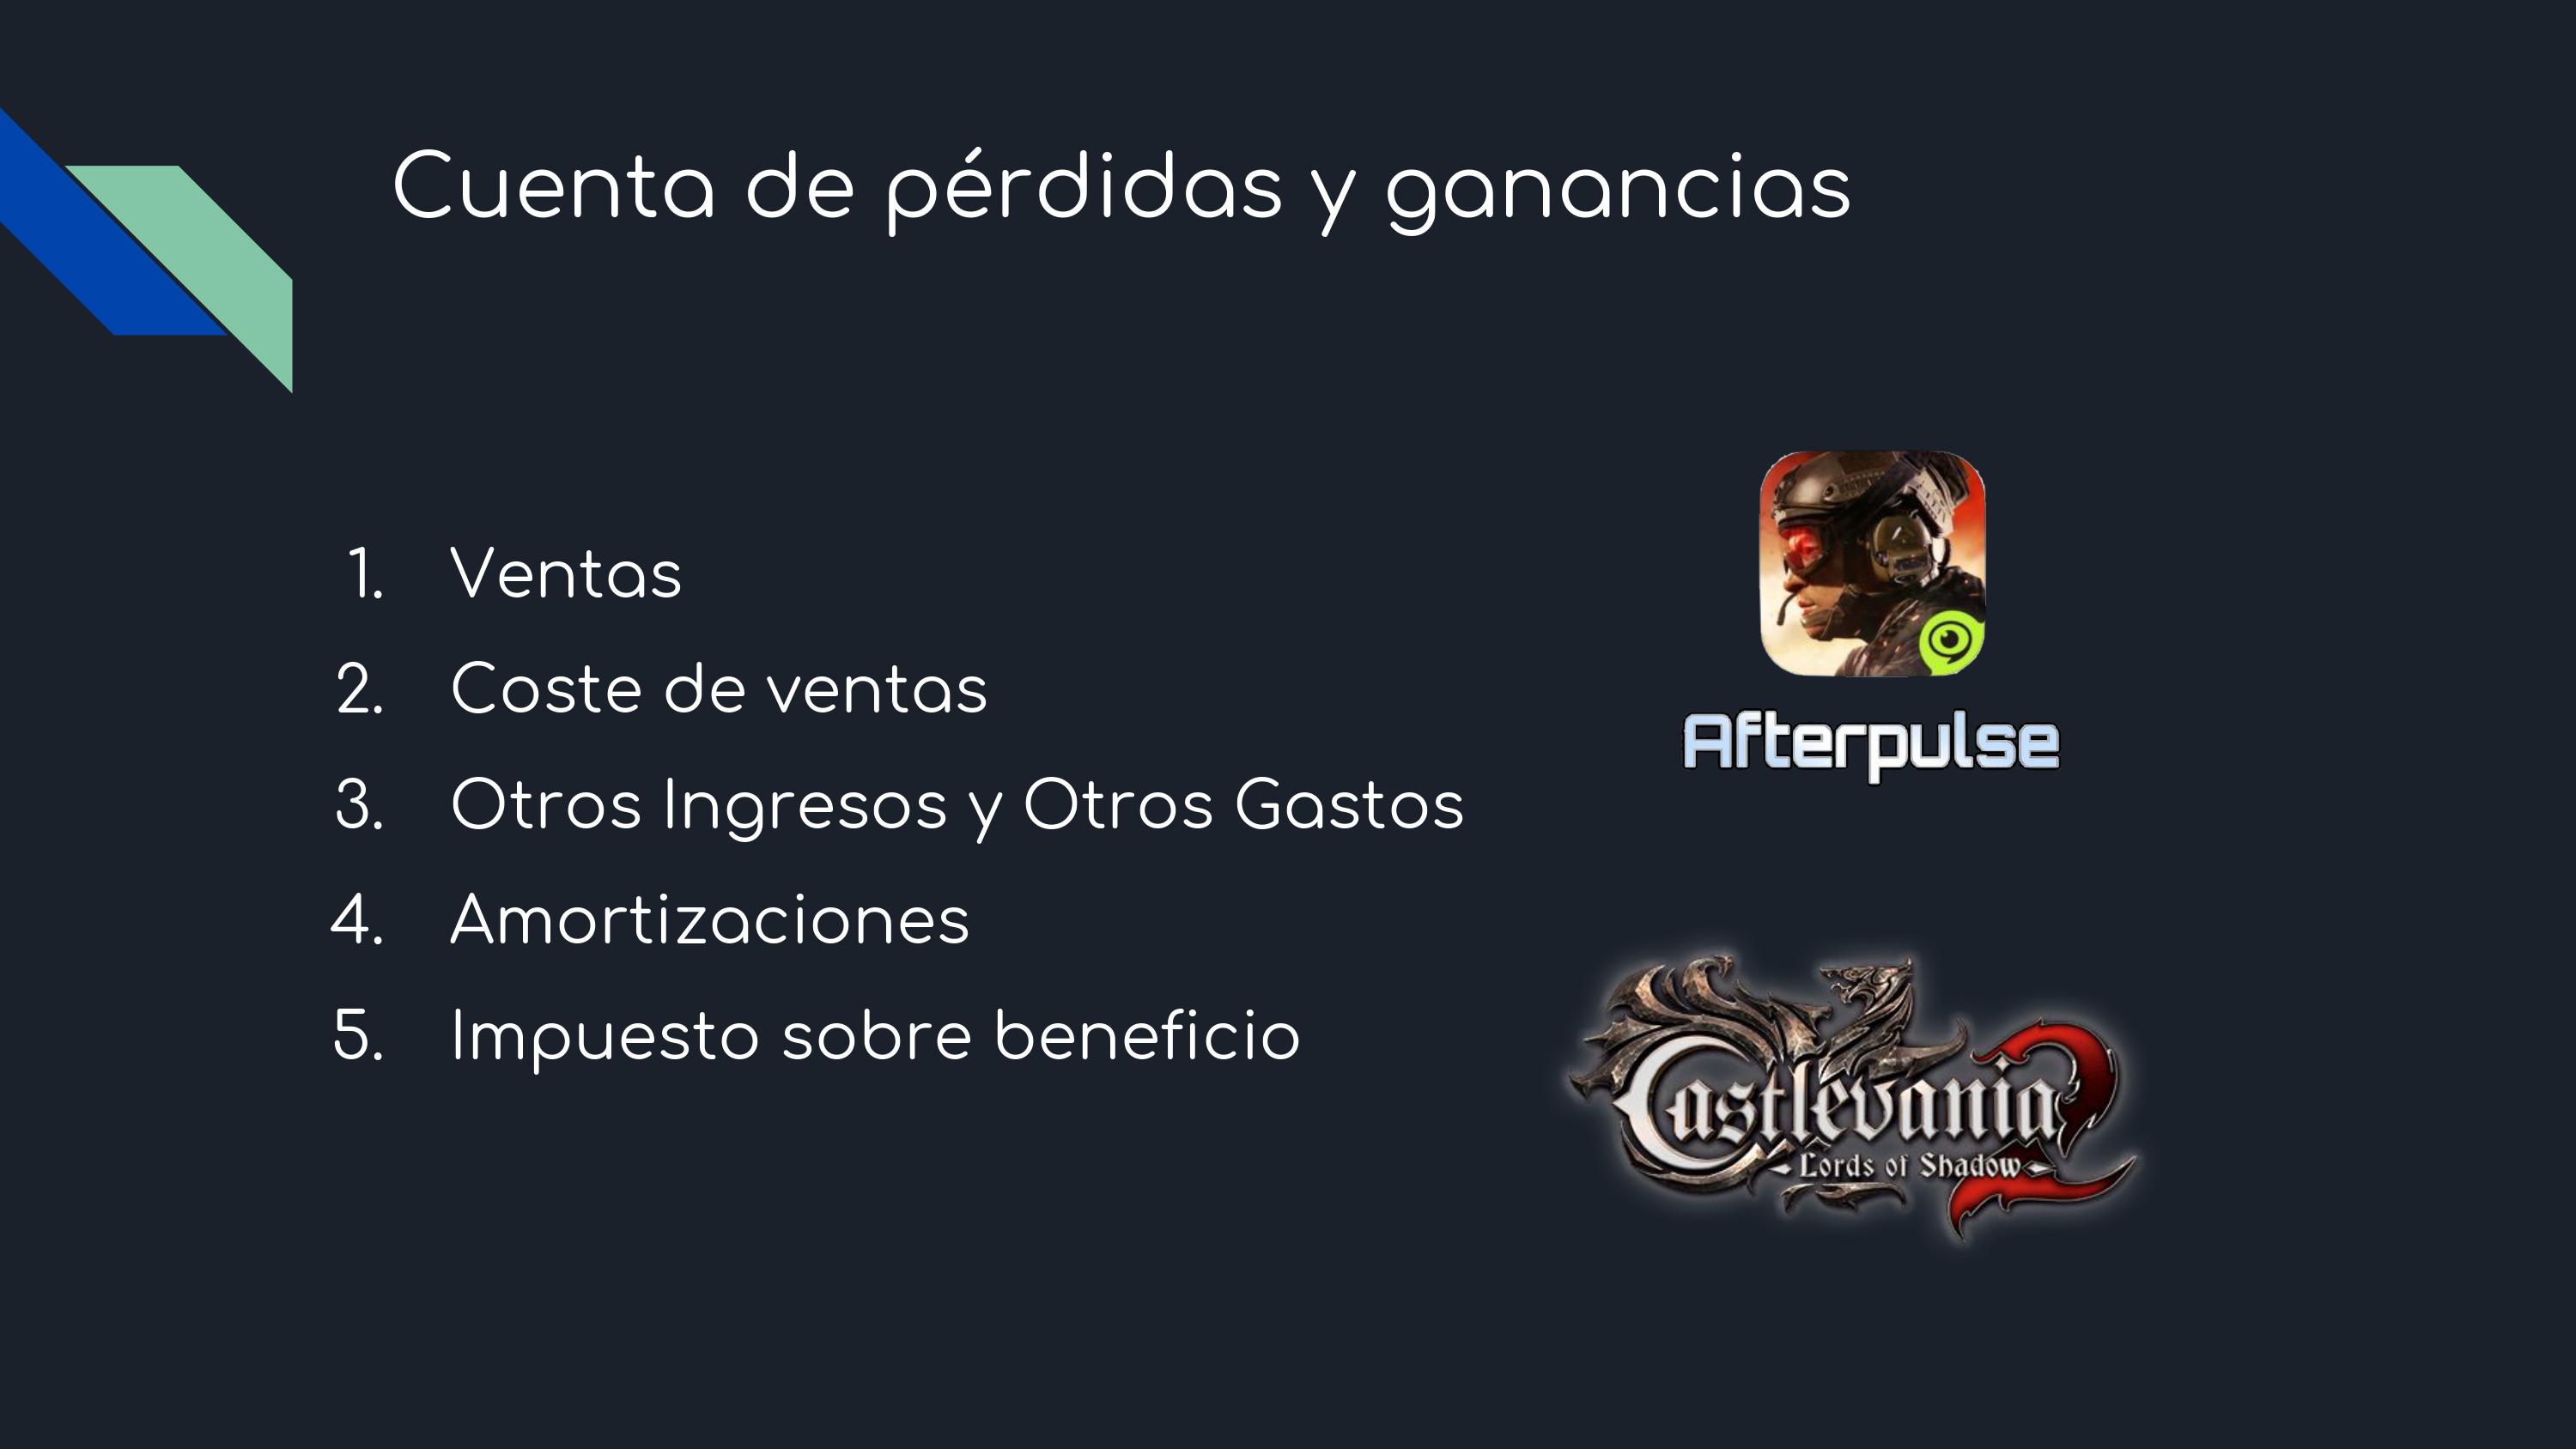 Cuenta de pérdidas y ganancias
1. Ventas
2. Coste de ventas
3. Otros Ingresos y Otros Gastos
4. Amortizaciones
5. Impuesto sobre beneficio
Afterpulse
Castlevania 2
Lords of Shadow